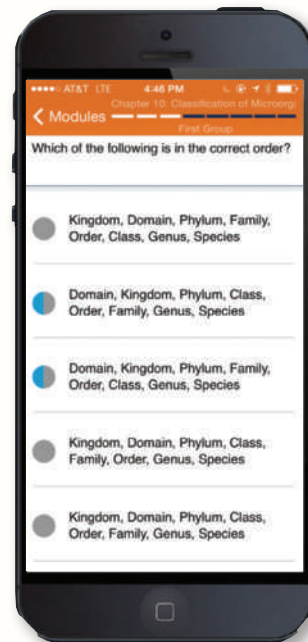 AT&T LTE 4:46 PM
Chapter 10: Classification of Microorg
Modules
First Group
Which of the following is in the correct order?
Kingdom, Domain, Phylum, Family,
Order, Class, Genus, Species
Domain, Kingdom, Phylum, Class,
Order, Family, Genus, Species
Domain, Kingdom, Phylum, Family,
Order, Class, Genus, Species
Kingdom, Domain, Phylum, Class,
Family, Order, Genus, Species
Kingdom, Domain, Phylum, Class,
Order, Family, Genus, Species